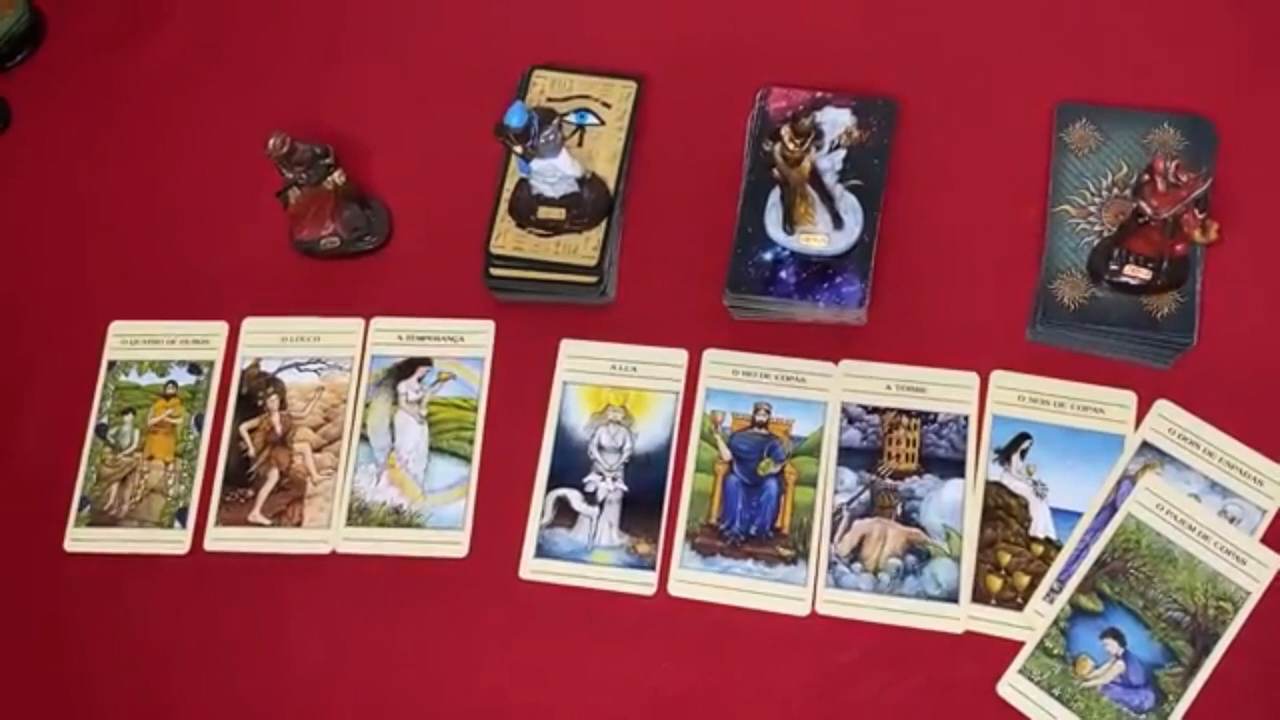 O QUATRO DE OUROS
O LOUCO
A TEMPERANÇA
A LUA
O REI DE COPAS
A TORRE
O SEIS DE COPAS
O DOIS DE ESPADAS
O PAJEM DE COPAS